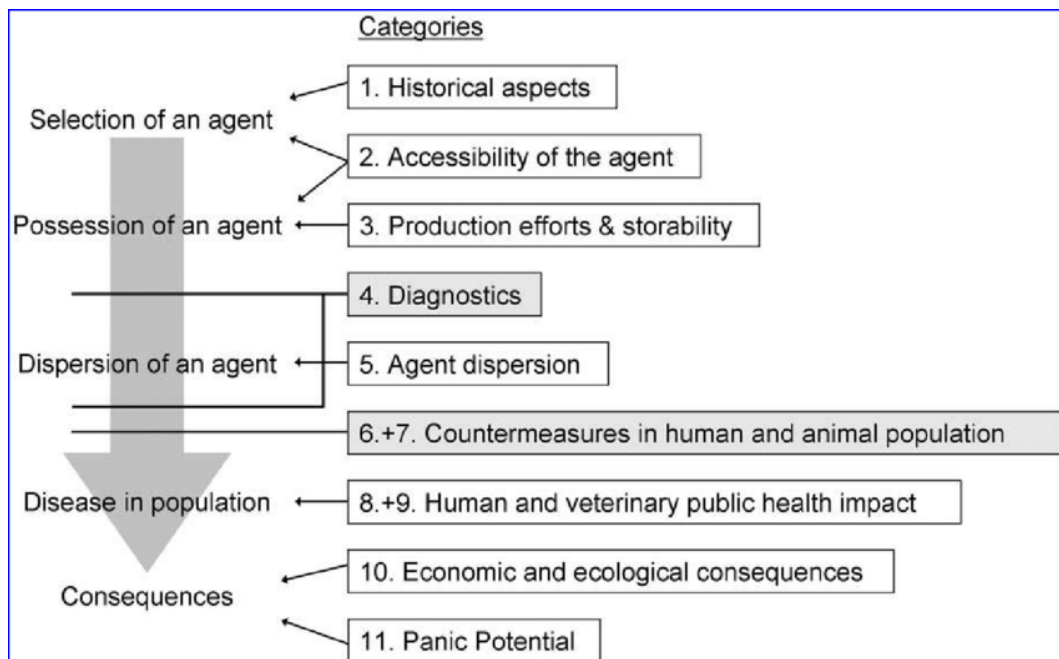 Categories
1. Historical aspects
Selection of an agent
2. Accessibility of the agent
Possession of an agent
3. Production efforts & storability
4. Diagnostics
Dispersion of an agent
5. Agent dispersion
6.+7. Countermeasures in human and animal population
Disease in population
8.+9. Human and veterinary public health impact
10. Economic and ecological consequences
Consequences
11. Panic Potential